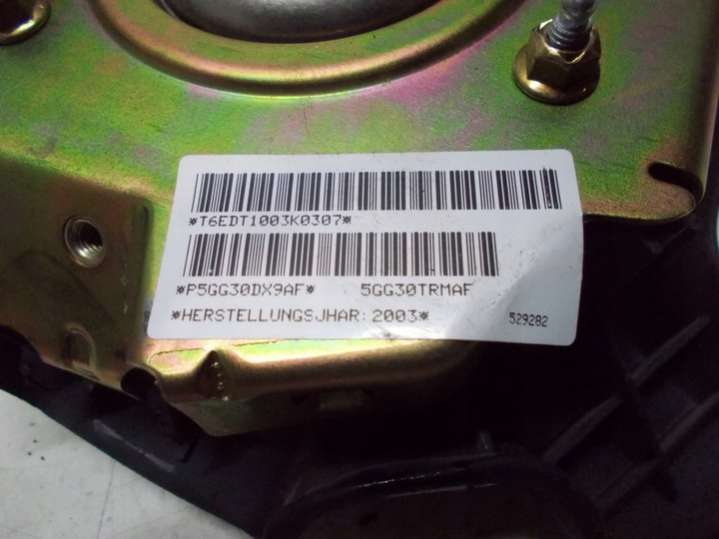 *T6EDT1003K0307*
*P5GG30DX9AF* 5GG30TRMAF
*HERSTELLUNGSJHAR:2003* 529282